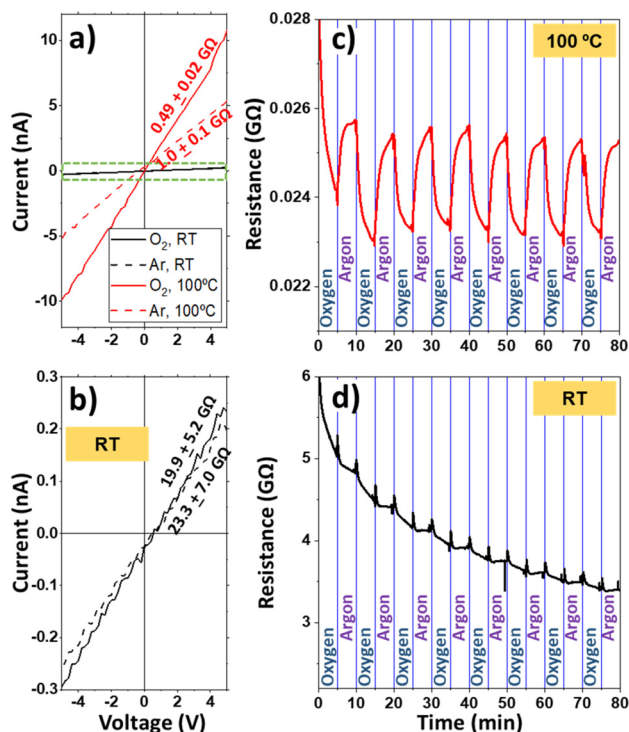 a)
Current (nA)
10
5
0
-5
-10
0.49 ± 0.02 GΩ
1.0 ± 0.1 GΩ
O2, RT
Ar, RT
O2, 100ºC
Ar, 100ºC
-4 -2 0 2 4
b)
RT
Current (nA)
0.3
0.2
0.1
0.0
-0.1
-0.2
-0.3
19.9 ± 5.2 GΩ
23.3 ± 7.0 GΩ
-4 -2 0 2 4
Voltage (V)
c)
100 ºC
Resistance (GΩ)
0.028
0.026
0.024
0.022
Oxygen Argon Oxygen Argon Oxygen Argon Oxygen Argon Oxygen Argon Oxygen Argon Oxygen Argon Oxygen Argon
0 10 20 30 40 50 60 70 80
d)
RT
Resistance (GΩ)
6
5
4
3
Oxygen Argon Oxygen Argon Oxygen Argon Oxygen Argon Oxygen Argon Oxygen Argon Oxygen Argon Oxygen Argon
0 10 20 30 40 50 60 70 80
Time (min)